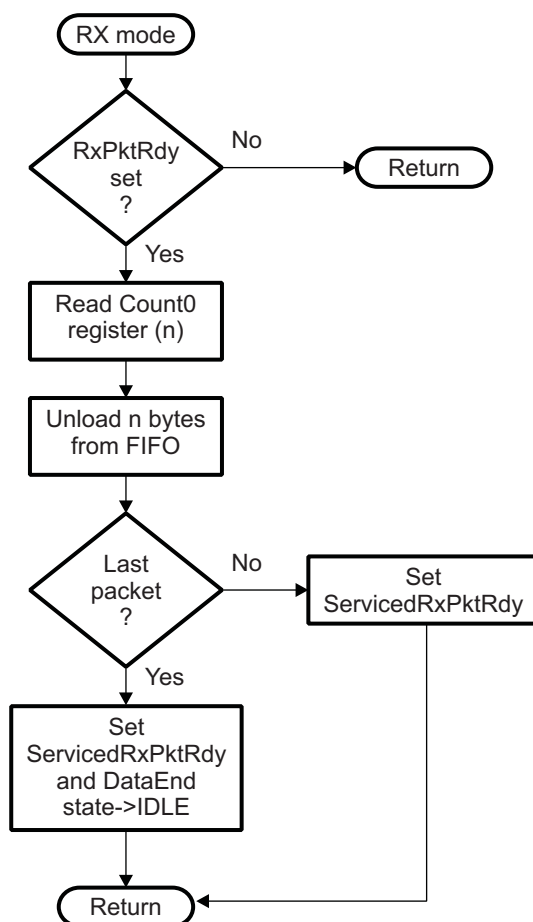 RX mode
RxPktRdy
set
?
No
Return
Yes
Read Count0
register (n)
Unload n bytes
from FIFO
Last
packet
?
No
Set
ServicedRxPktRdy
Yes
Set
ServicedRxPktRdy
and DataEnd
state->IDLE
Return